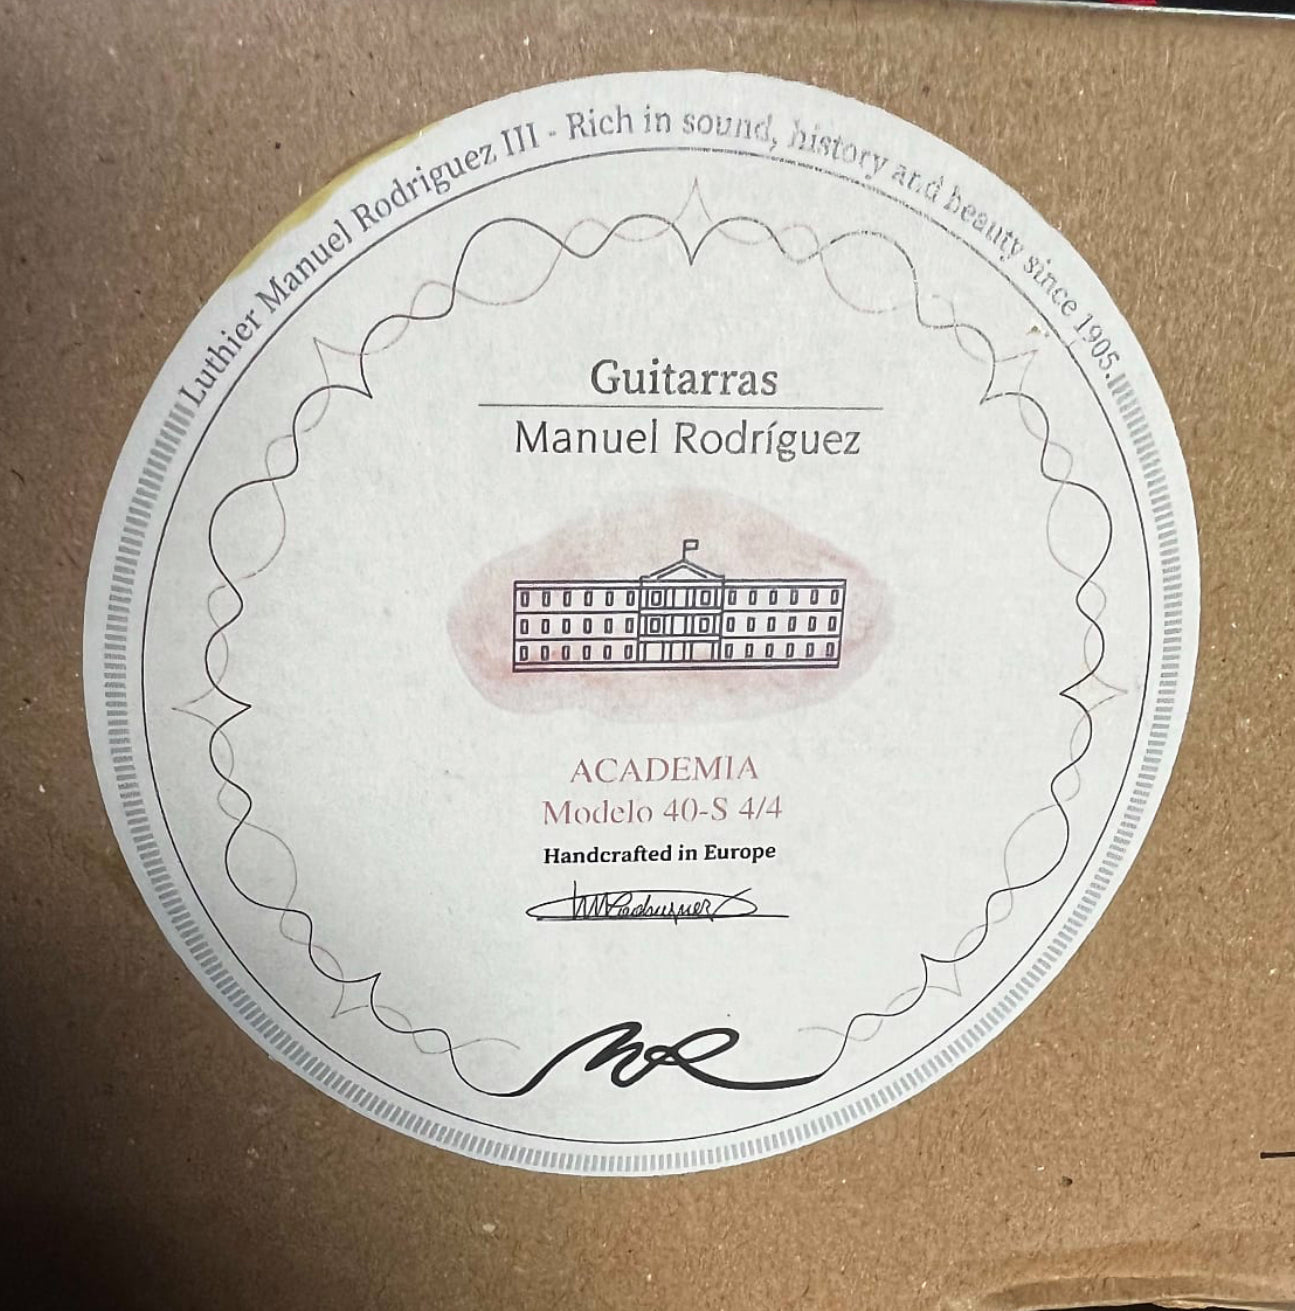 Luthier Manuel Rodriguez III - Rich in sound, history and beauty since 1905.
Guitarras
Manuel Rodríguez
ACADEMIA
Modelo 40-S 4/4
Handcrafted in Europe
MR